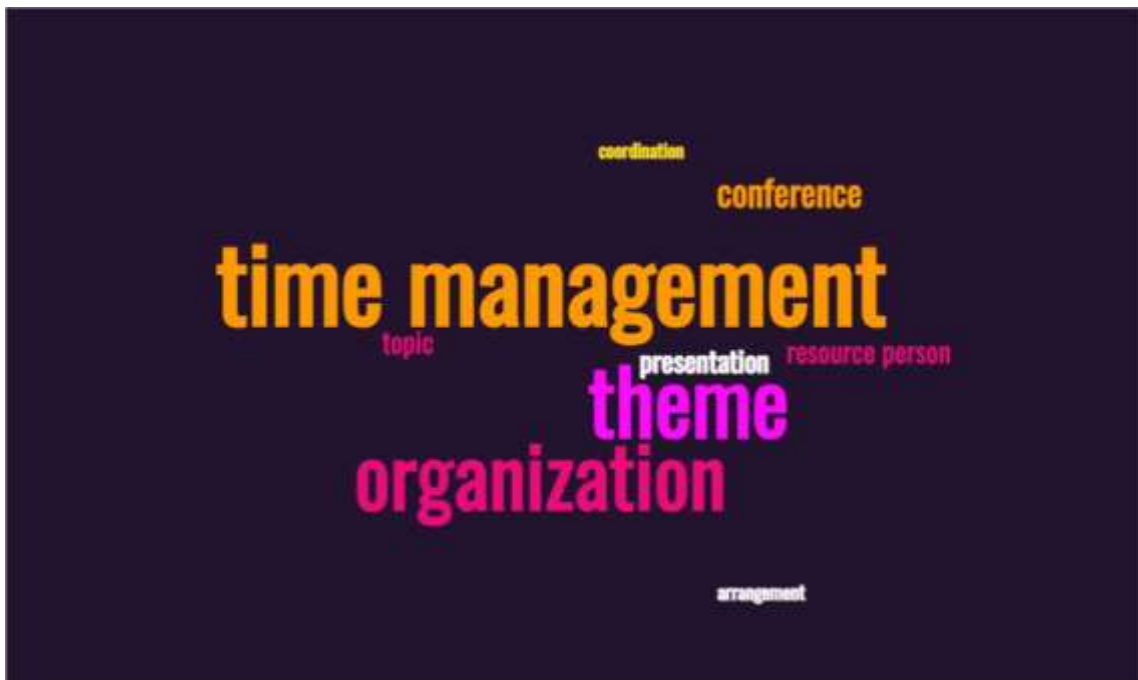 coordination
conference
time management
topic
presentation
resource person
theme
organization
arrangement